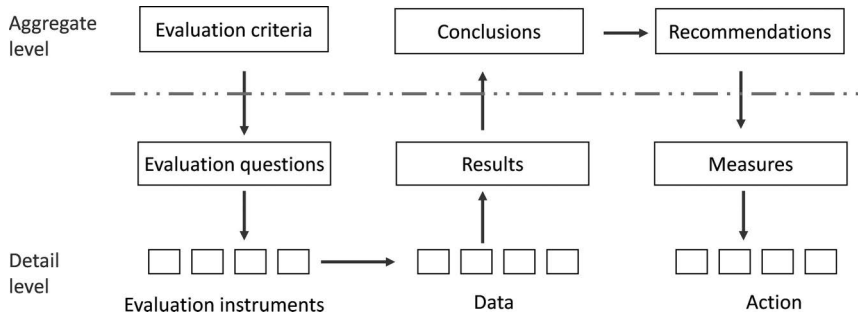 Aggregate
level
Evaluation criteria
Conclusions
Recommendations
Evaluation questions
Results
Measures
Detail
level
Evaluation instruments
Data
Action